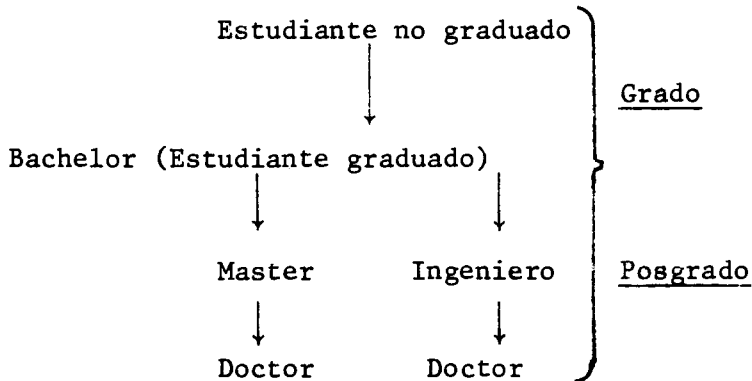 Estudiante no graduado
Grado
Bachelor (Estudiante graduado)
Master Ingeniero Posgrado
Doctor Doctor